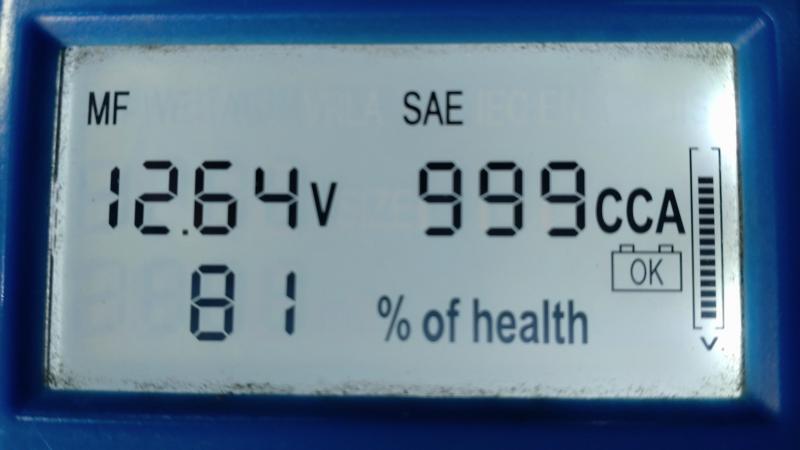 MF SAE
12.64V 999CCA
OK
81 % of health